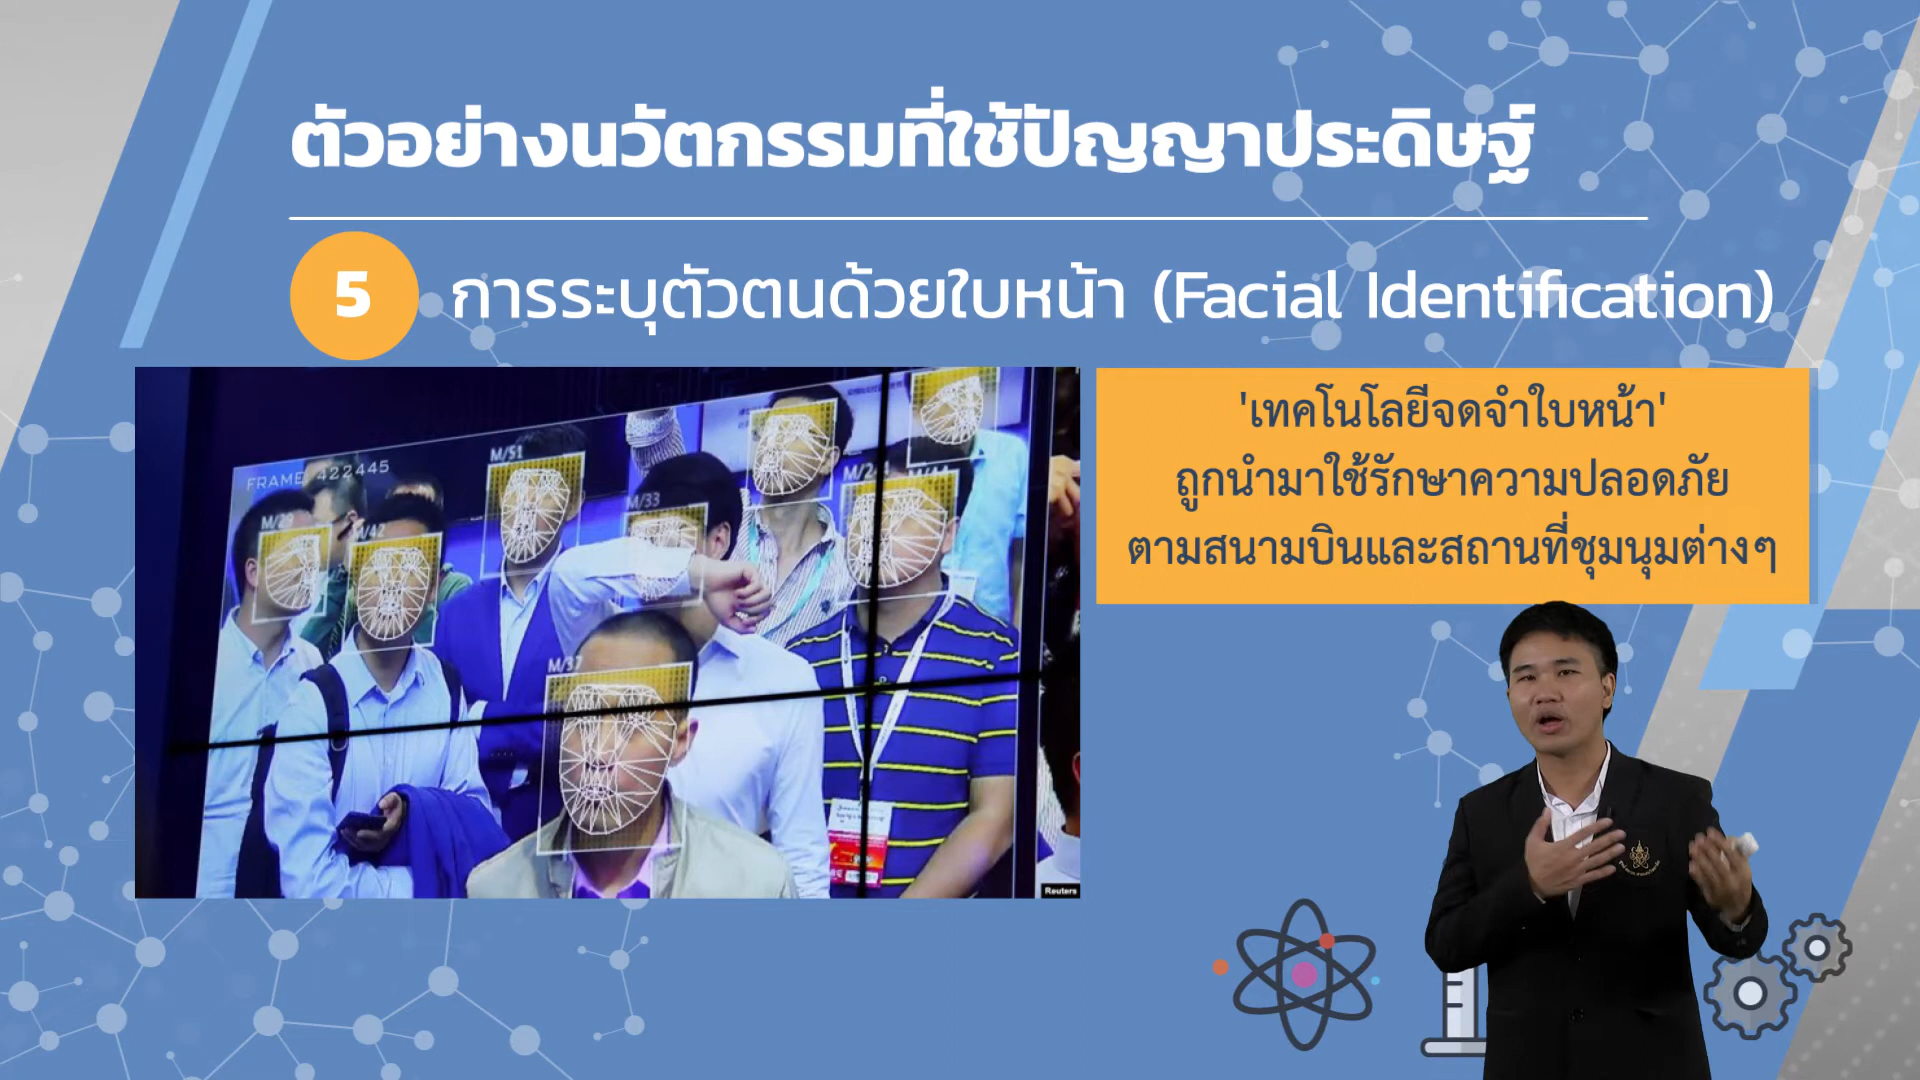 ตัวอย่างนวัตกรรมที่ใช้ปัญญาประดิษฐ์
5 การระบุตัวตนด้วยใบหน้า (Facial Identification)
'เทคโนโลยีจดจำใบหน้า'
ถูกนำมาใช้รักษาความปลอดภัย
ตามสนามบินและสถานที่ชุมนุมต่างๆ
FRAME 422445
M/51
M/33
M/29
M/42
M/37
Reuters